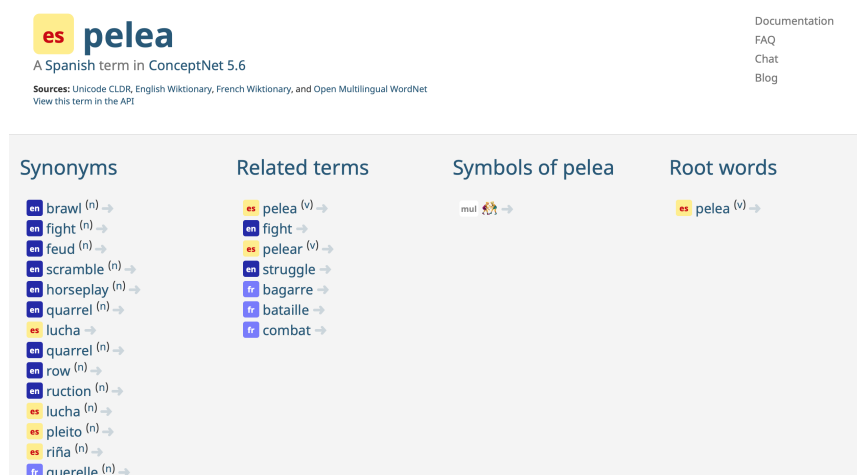 es pelea
A Spanish term in ConceptNet 5.6
Sources: Unicode CLDR, English Wiktionary, French Wiktionary, and Open Multilingual WordNet
View this term in the API
Documentation
FAQ
Chat
Blog
Synonyms
en brawl (n) ➜
en fight (n) ➜
en feud (n) ➜
en scramble (n) ➜
en horseplay (n) ➜
en quarrel (n) ➜
es lucha ➜
en quarrel (n) ➜
en row (n) ➜
en ruction (n) ➜
es lucha (n) ➜
es pleito (n) ➜
es riña (n) ➜
fr querelle (n) ➜
Related terms
es pelea (v) ➜
en fight ➜
es pelear (v) ➜
en struggle ➜
fr bagarre ➜
fr bataille ➜
fr combat ➜
Symbols of pelea
mul ➜
Root words
es pelea (v) ➜